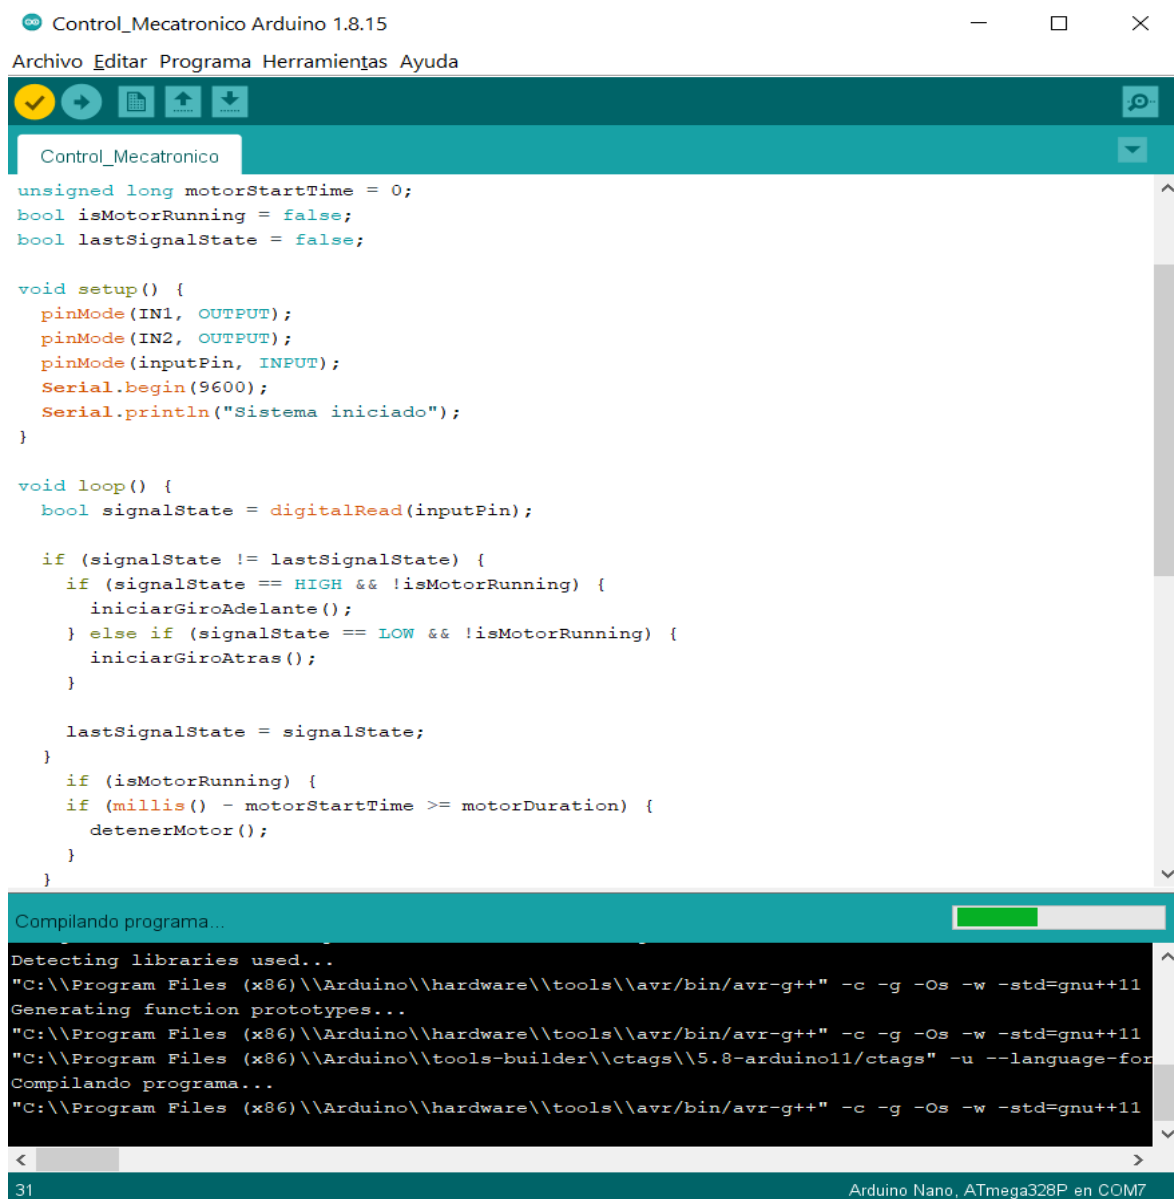 Control_Mecatronico Arduino 1.8.15
Archivo Editar Programa Herramientas Ayuda
Control_Mecatronico
unsigned long motorStartTime = 0;
bool isMotorRunning = false;
bool lastSignalState = false;
void setup() {
  pinMode(IN1, OUTPUT);
  pinMode(IN2, OUTPUT);
  pinMode(inputPin, INPUT);
  Serial.begin(9600);
  Serial.println("Sistema iniciado");
}
void loop() {
  bool signalState = digitalRead(inputPin);
  if (signalState != lastSignalState) {
    if (signalState == HIGH && !isMotorRunning) {
      iniciarGiroAdelante();
    } else if (signalState == LOW && !isMotorRunning) {
      iniciarGiroAtras();
    }
    lastSignalState = signalState;
  }
    if (isMotorRunning) {
    if (millis() - motorStartTime >= motorDuration) {
      detenerMotor();
    }
  }
Compilando programa...
Detecting libraries used...
"C:\\Program Files (x86)\\Arduino\\hardware\\tools\\avr/bin/avr-g++" -c -g -Os -w -std=gnu++11
Generating function prototypes...
"C:\\Program Files (x86)\\Arduino\\hardware\\tools\\avr/bin/avr-g++" -c -g -Os -w -std=gnu++11
"C:\\Program Files (x86)\\Arduino\\tools-builder\\ctags\\5.8-arduino11/ctags" -u --language-for
Compilando programa...
"C:\\Program Files (x86)\\Arduino\\hardware\\tools\\avr/bin/avr-g++" -c -g -Os -w -std=gnu++11
31
Arduino Nano, ATmega328P en COM7